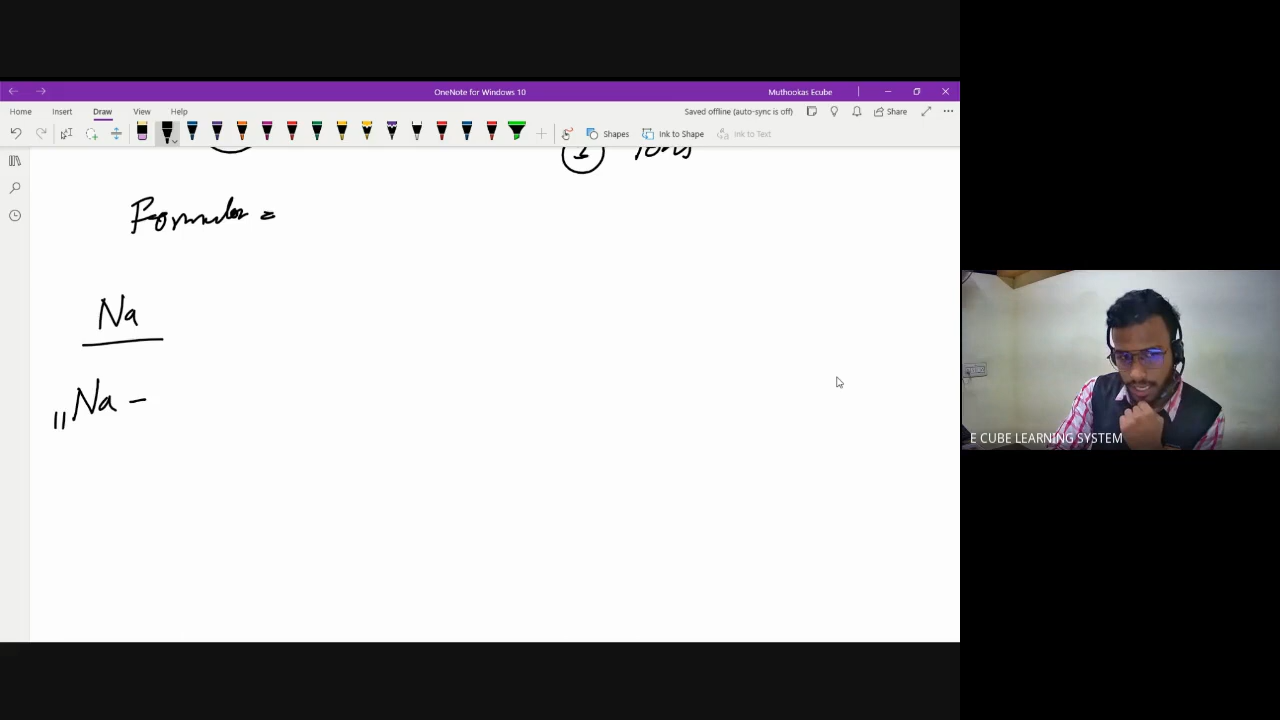 OneNote for Windows 10
Muthookas Ecube
Home Insert Draw View Help
Saved offline (auto-sync is off) Share
Shapes Ink to Shape Ink to Text
1
Formula =
Na
11Na -
E CUBE LEARNING SYSTEM